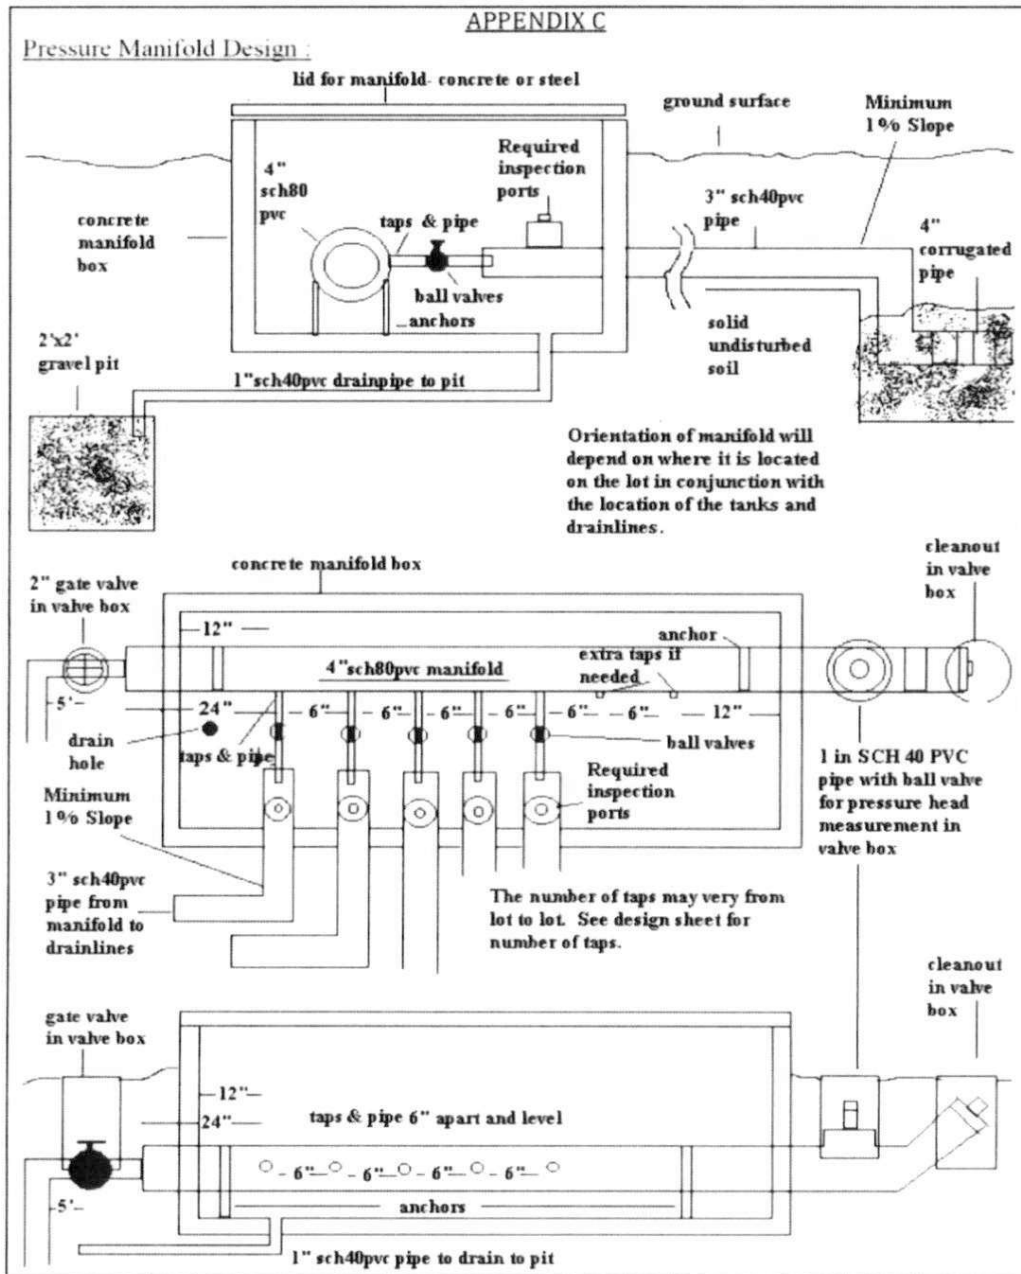 APPENDIX C
Pressure Manifold Design :
lid for manifold- concrete or steel
ground surface
Minimum
1% Slope
4"
sch80
pvc
Required
inspection
ports
taps & pipe
3" sch40pvc
pipe
concrete
manifold
box
4"
corrugated
pipe
ball valves
anchors
solid
undisturbed
soil
2'x2'
gravel pit
1"sch40pvc drainpipe to pit
Orientation of manifold will
depend on where it is located
on the lot in conjunction with
the location of the tanks and
drainlines.
cleanout
in valve
box
concrete manifold box
2" gate valve
in valve box
12"
anchor
extra taps if
needed
4"sch80pvc manifold
5'
24"
6"
6"
6"
6"
6"
6"
12"
drain
hole
taps & pipe
ball valves
Minimum
1% Slope
Required
inspection
ports
1 in SCH 40 PVC
pipe with ball valve
for pressure head
measurement in
valve box
3" sch40pvc
pipe from
manifold to
drainlines
The number of taps may very from
lot to lot. See design sheet for
number of taps.
cleanout
in valve
box
gate valve
in valve box
12"
24"
taps & pipe 6" apart and level
6"
6"
6"
6"
5'
anchors
1" sch40pvc pipe to drain to pit